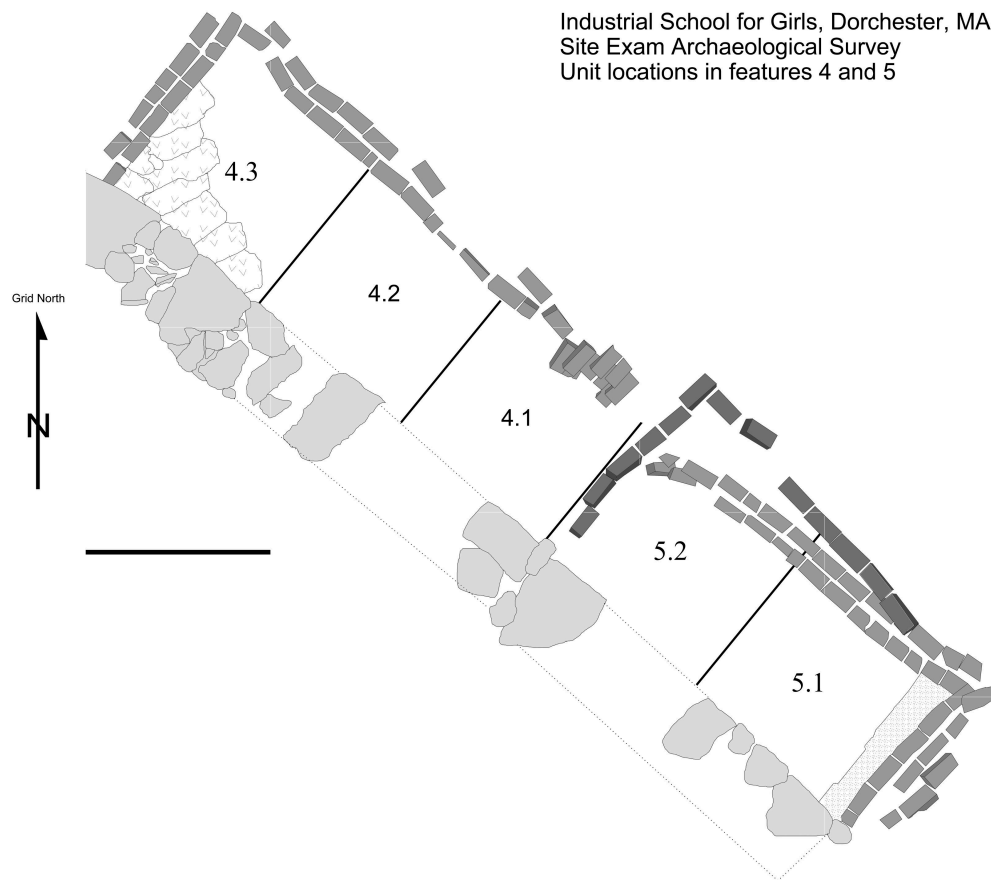 Industrial School for Girls, Dorchester, MA
Site Exam Archaeological Survey
Unit locations in features 4 and 5
4.3
4.2
Grid North
4.1
N
5.2
5.1